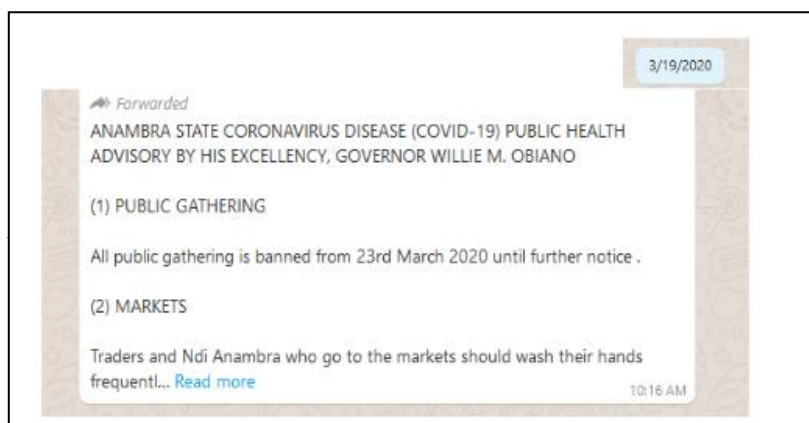 3/19/2020
Forwarded
ANAMBRA STATE CORONAVIRUS DISEASE (COVID-19) PUBLIC HEALTH
ADVISORY BY HIS EXCELLENCY, GOVERNOR WILLIE M. OBIANO
(1) PUBLIC GATHERING
All public gathering is banned from 23rd March 2020 until further notice .
(2) MARKETS
Traders and Ndi Anambra who go to the markets should wash their hands
frequentl... Read more
10:16 AM